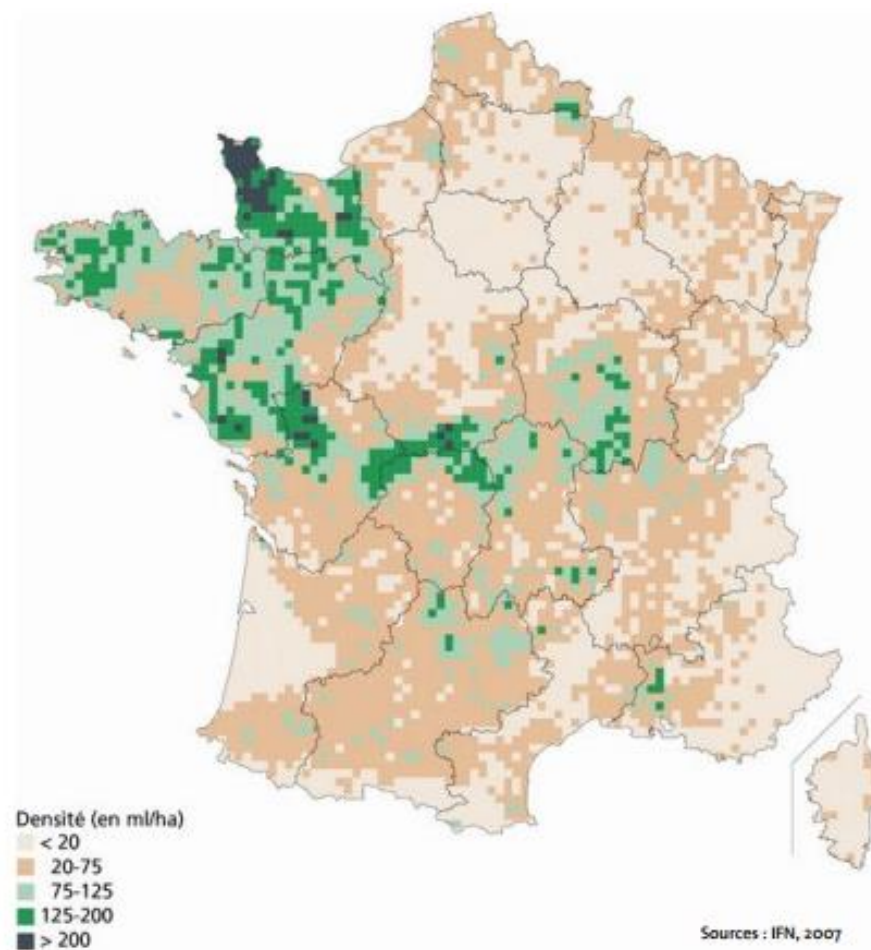 Densité (en ml/ha)
< 20
20-75
75-125
125-200
> 200
Sources : IFN, 2007